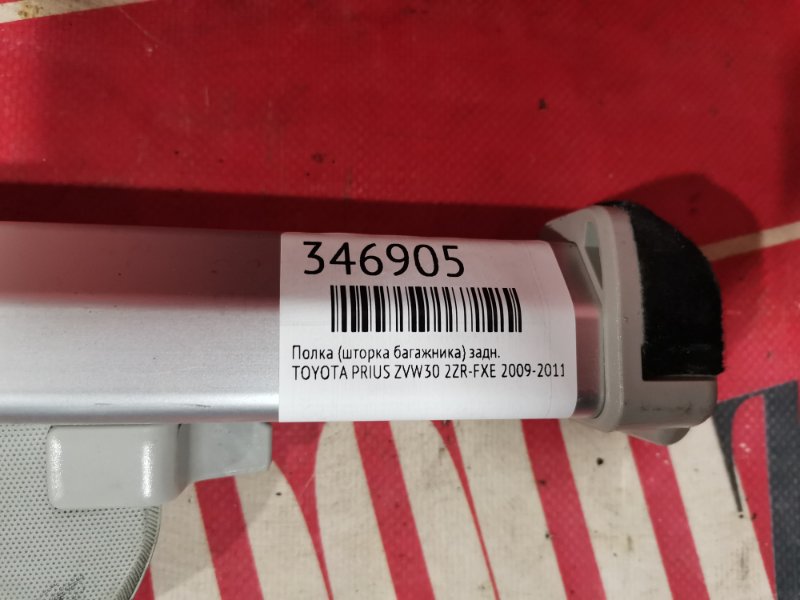 346905
Полка (шторка багажника) задн.
TOYOTA PRIUS ZVW30 2ZR-FXE 2009-2011